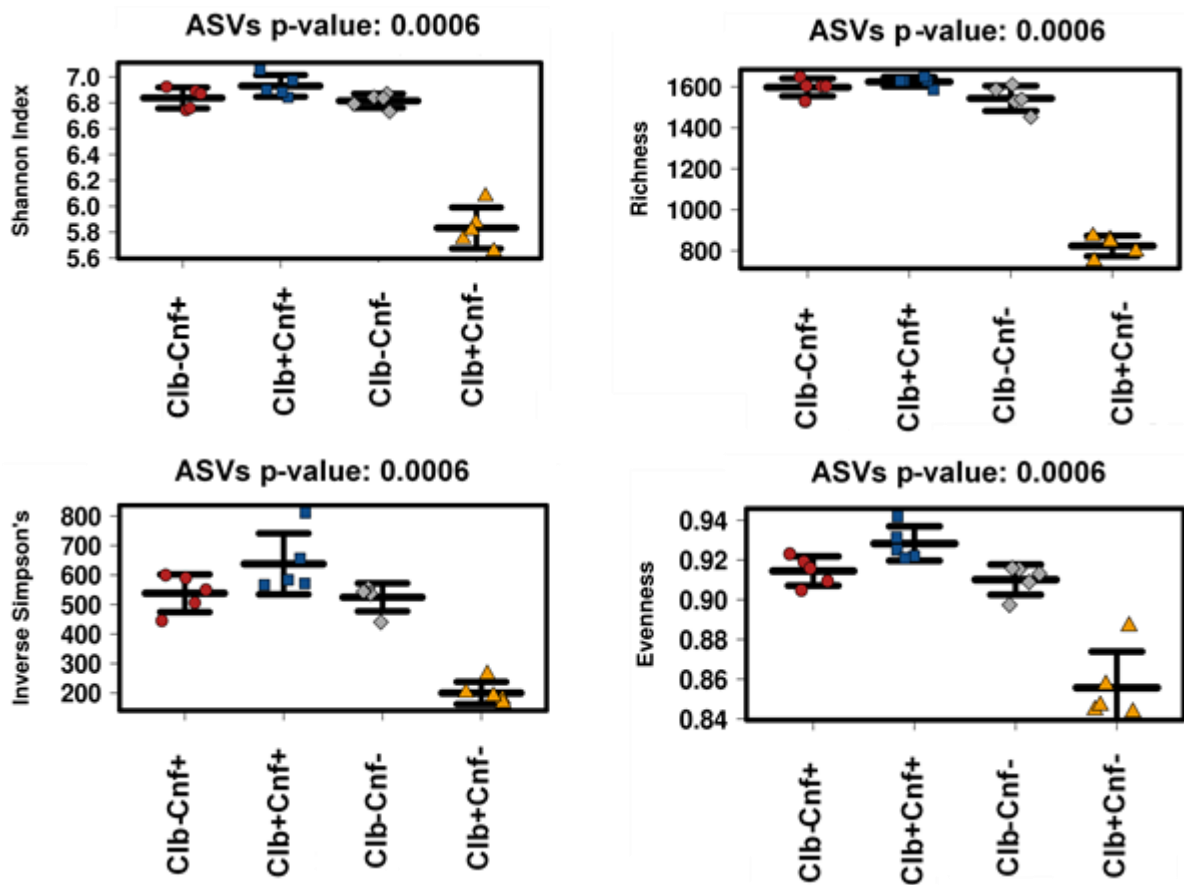 ASVs p-value: 0.0006
Shannon Index
7.0
6.8
6.6
6.4
6.2
6.0
5.8
5.6
Clb-Cnf+
Clb+Cnf+
Clb-Cnf-
Clb+Cnf-
ASVs p-value: 0.0006
Richness
1600
1400
1200
1000
800
Clb-Cnf+
Clb+Cnf+
Clb-Cnf-
Clb+Cnf-
ASVs p-value: 0.0006
Inverse Simpson's
800
700
600
500
400
300
200
Clb-Cnf+
Clb+Cnf+
Clb-Cnf-
Clb+Cnf-
ASVs p-value: 0.0006
Evenness
0.94
0.92
0.90
0.88
0.86
0.84
Clb-Cnf+
Clb+Cnf+
Clb-Cnf-
Clb+Cnf-